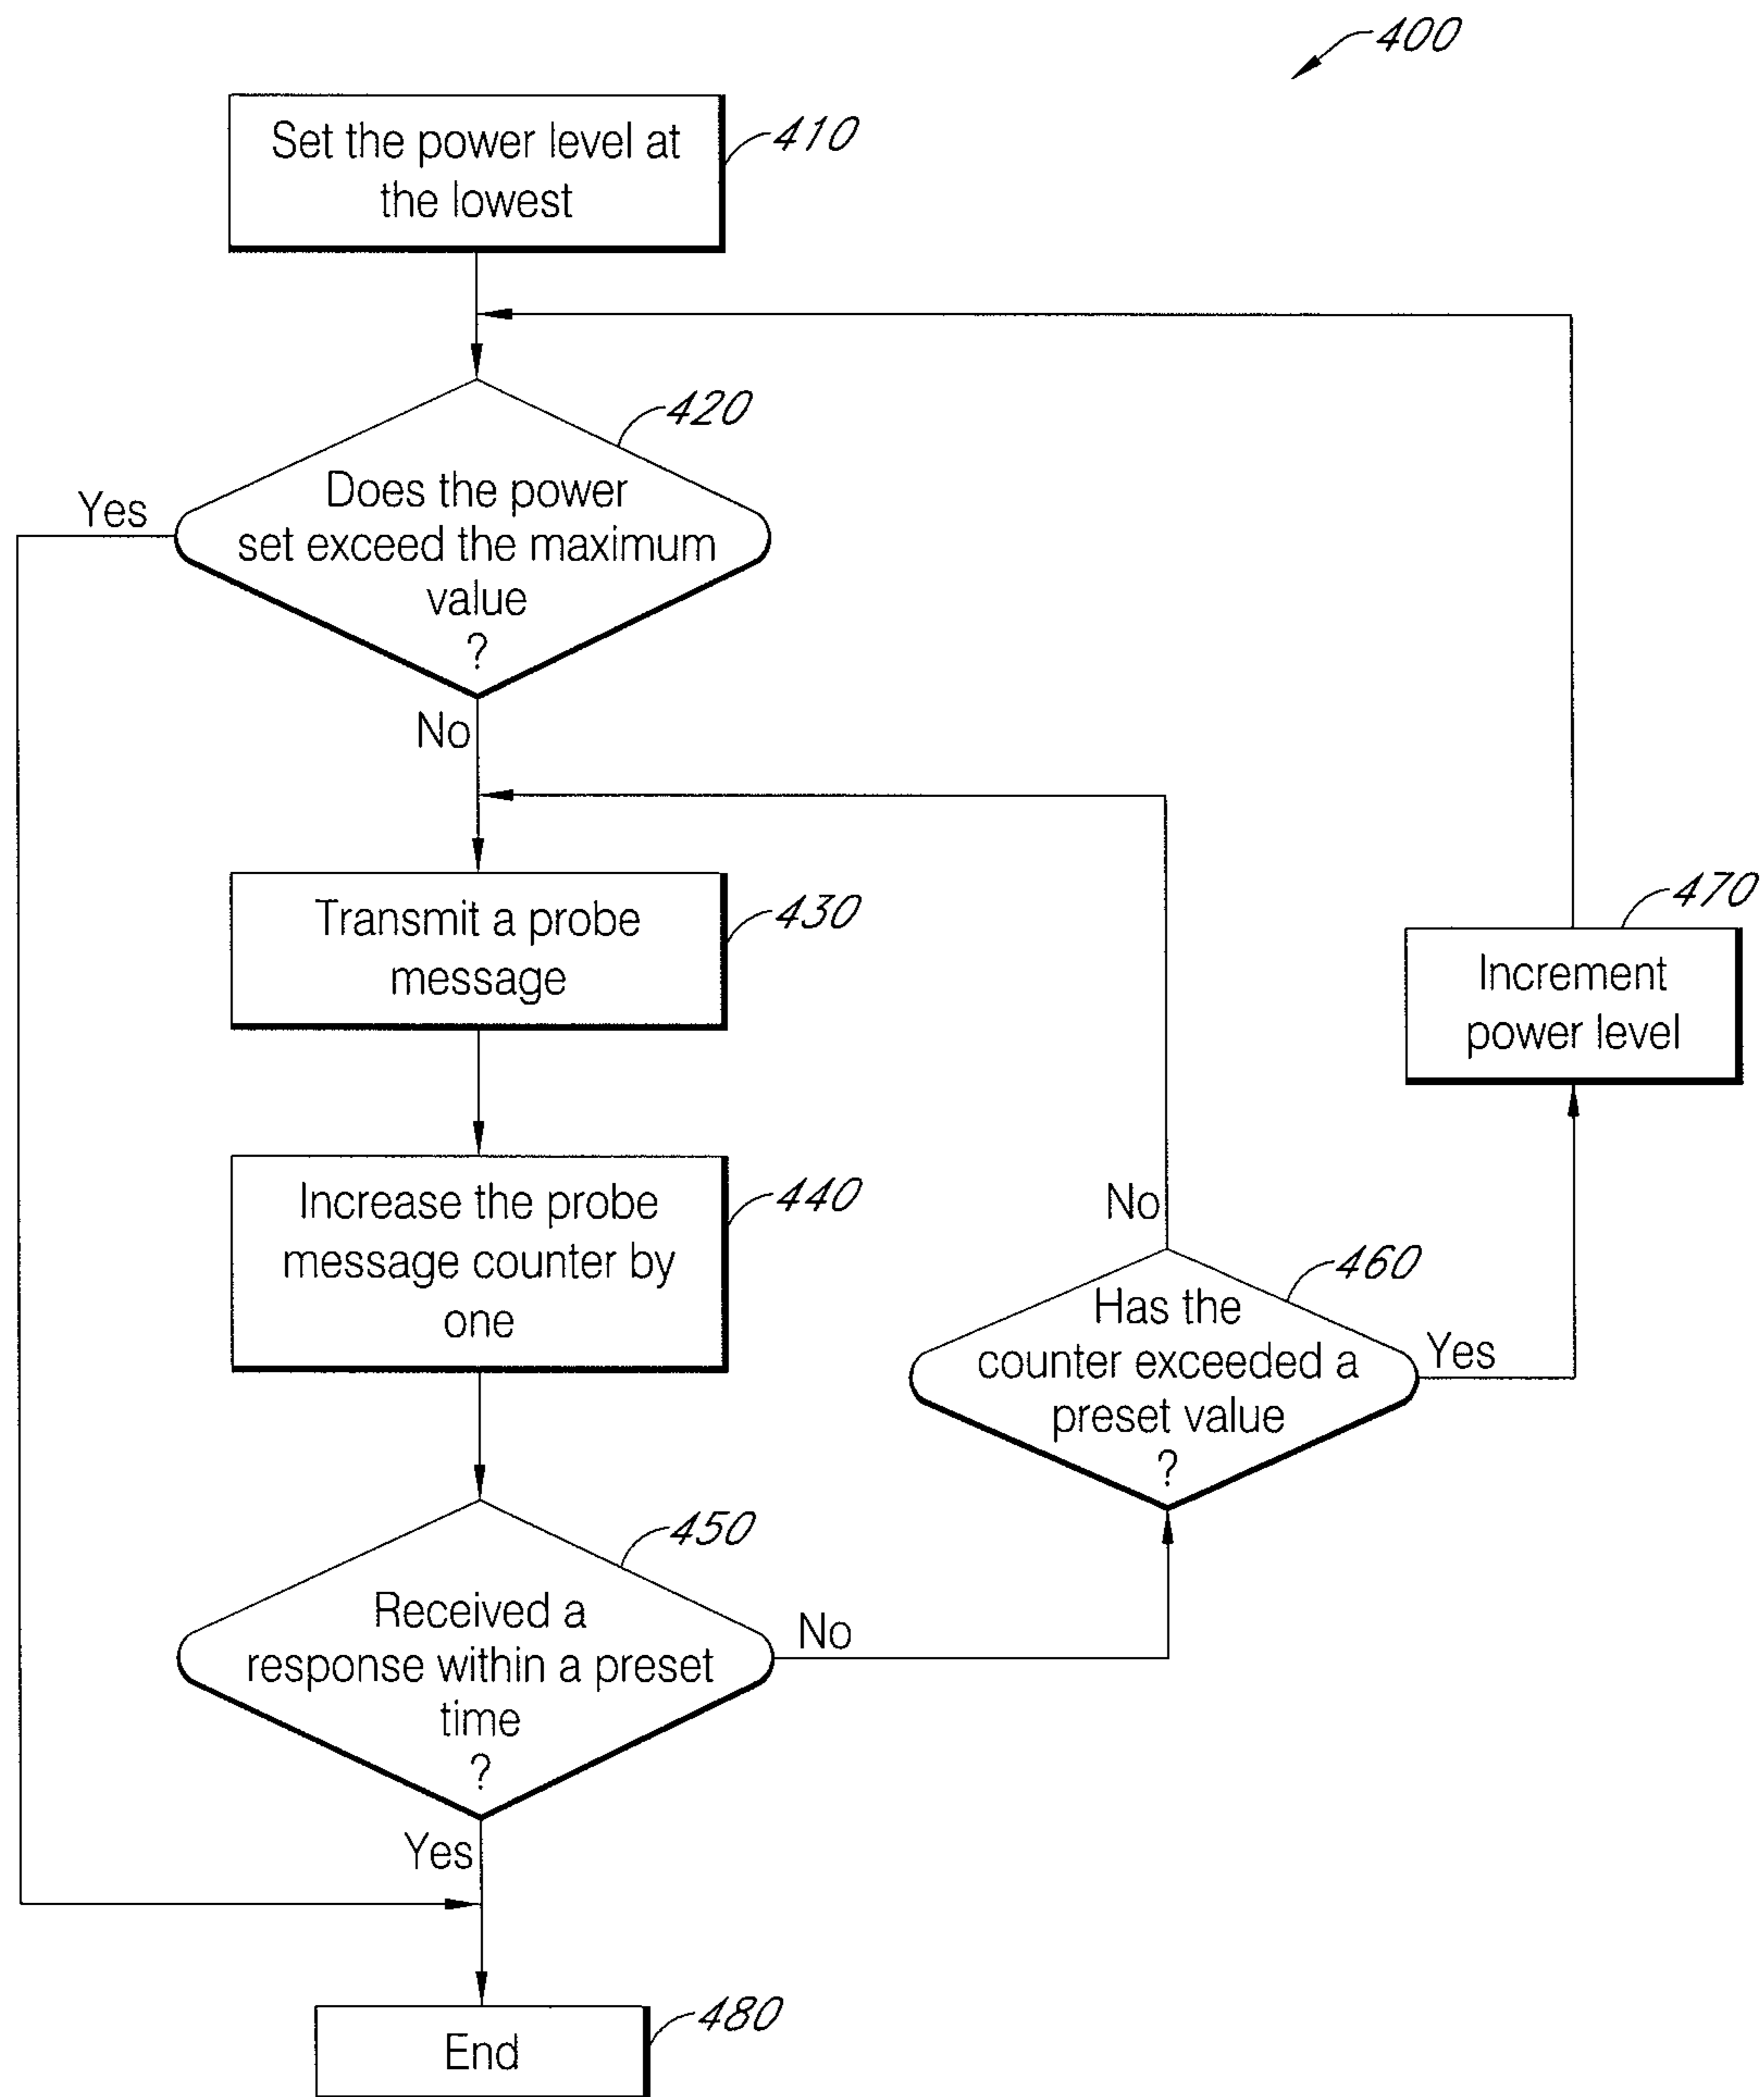 400
Set the power level at
the lowest
410
420
Does the power
set exceed the maximum
value
?
Yes
No
Transmit a probe
message
430
470
Increment
power level
Increase the probe
message counter by
one
440
No
460
Has the
counter exceeded a
preset value
?
Yes
450
Received a
response within a preset
time
?
No
Yes
End
480